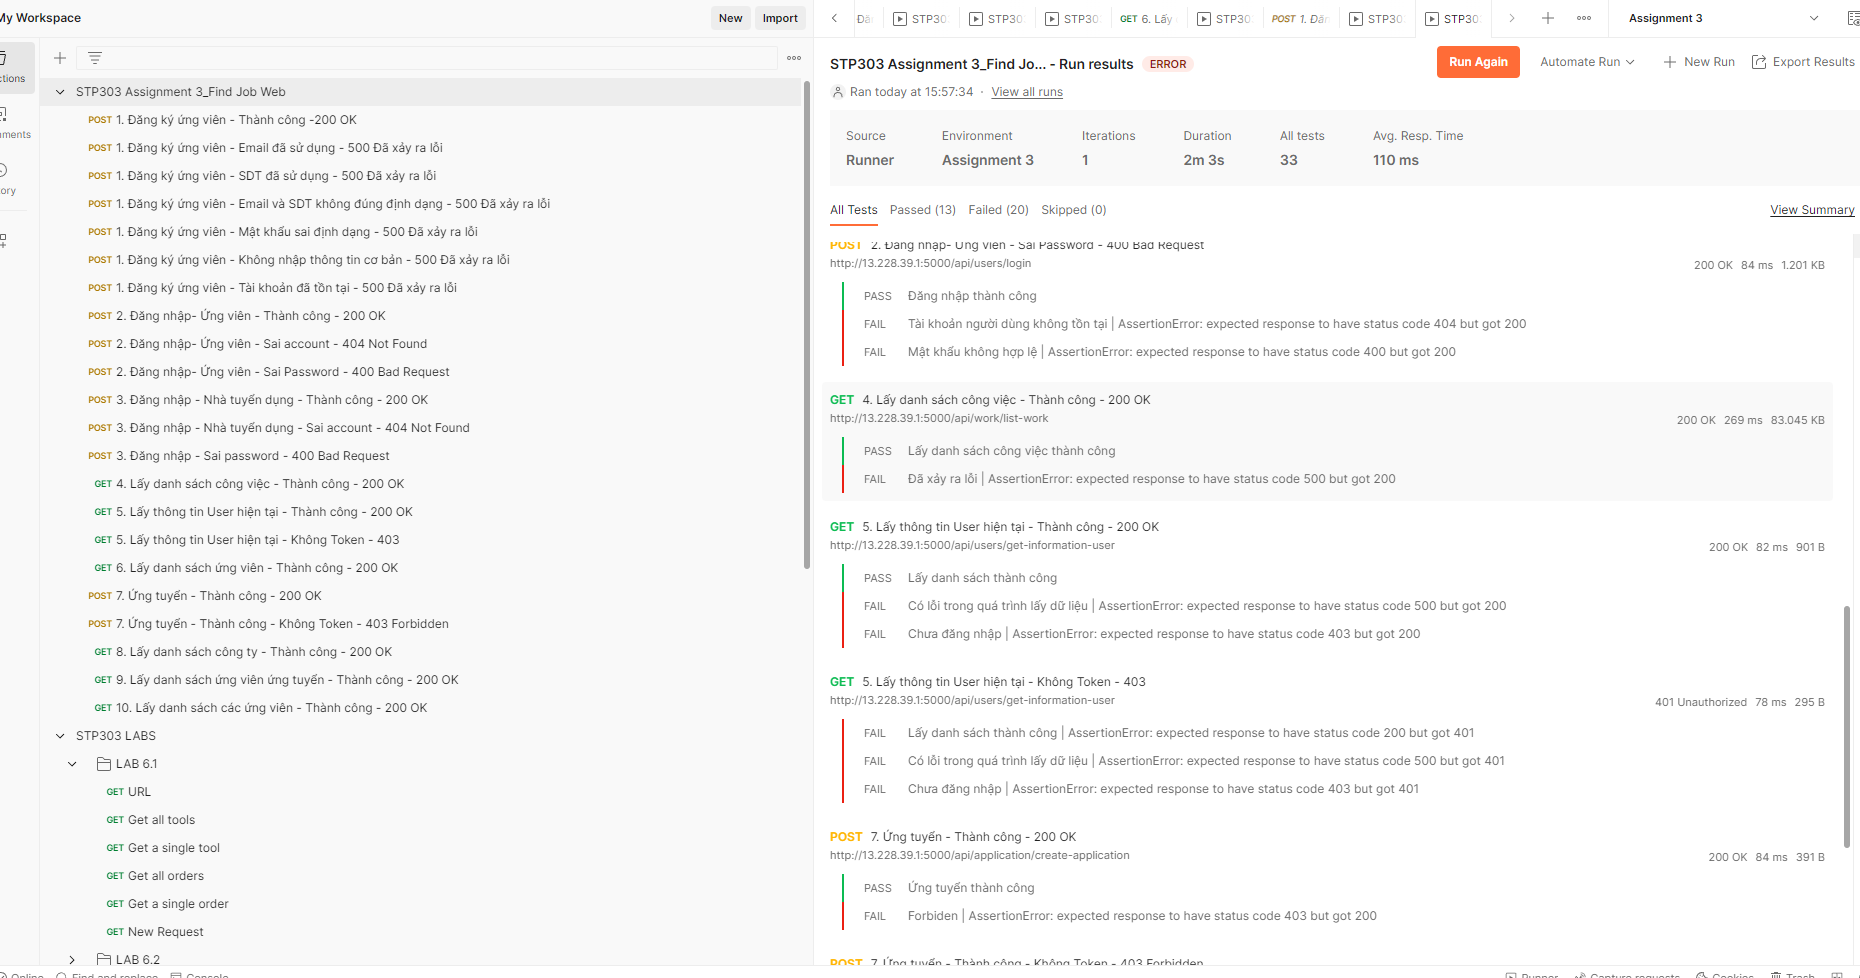 My Workspace
New
Import
STP30
STP30
STP30
GET 6. Lấy
STP30
POST 1. Đăn
STP30
STP30
Assignment 3
STP303 Assignment 3_Find Job Web
POST 1. Đăng ký ứng viên - Thành công -200 OK
POST 1. Đăng ký ứng viên - Email đã sử dụng - 500 Đã xảy ra lỗi
POST 1. Đăng ký ứng viên - SDT đã sử dụng - 500 Đã xảy ra lỗi
POST 1. Đăng ký ứng viên - Email và SDT không đúng định dạng - 500 Đã xảy ra lỗi
POST 1. Đăng ký ứng viên - Mật khẩu sai định dạng - 500 Đã xảy ra lỗi
POST 1. Đăng ký ứng viên - Không nhập thông tin cơ bản - 500 Đã xảy ra lỗi
POST 1. Đăng ký ứng viên - Tài khoản đã tồn tại - 500 Đã xảy ra lỗi
POST 2. Đăng nhập- Ứng viên - Thành công - 200 OK
POST 2. Đăng nhập- Ứng viên - Sai account - 404 Not Found
POST 2. Đăng nhập- Ứng viên - Sai Password - 400 Bad Request
POST 3. Đăng nhập - Nhà tuyển dụng - Thành công - 200 OK
POST 3. Đăng nhập - Nhà tuyển dụng - Sai account - 404 Not Found
POST 3. Đăng nhập - Sai password - 400 Bad Request
GET 4. Lấy danh sách công việc - Thành công - 200 OK
GET 5. Lấy thông tin User hiện tại - Thành công - 200 OK
GET 5. Lấy thông tin User hiện tại - Không Token - 403
GET 6. Lấy danh sách ứng viên - Thành công - 200 OK
POST 7. Ứng tuyển - Thành công - 200 OK
POST 7. Ứng tuyển - Thành công - Không Token - 403 Forbidden
GET 8. Lấy danh sách công ty - Thành công - 200 OK
GET 9. Lấy danh sách ứng viên ứng tuyển - Thành công - 200 OK
GET 10. Lấy danh sách các ứng viên - Thành công - 200 OK
STP303 LABS
LAB 6.1
GET URL
GET Get all tools
GET Get a single tool
GET Get all orders
GET Get a single order
GET New Request
LAB 6.2
STP303 Assignment 3_Find Jo... - Run results ERROR
Run Again
Automate Run
New Run
Export Results
Ran today at 15:57:34 · View all runs
Source Environment Iterations Duration All tests Avg. Resp. Time
Runner Assignment 3 1 2m 3s 33 110 ms
All Tests Passed (13) Failed (20) Skipped (0) View Summary
POST 2. Đăng nhập- Ứng viên - Sai Password - 400 Bad Request
http://13.228.39.1:5000/api/users/login
200 OK 84 ms 1.201 KB
PASS Đăng nhập thành công
FAIL Tài khoản người dùng không tồn tại | AssertionError: expected response to have status code 404 but got 200
FAIL Mật khẩu không hợp lệ | AssertionError: expected response to have status code 400 but got 200
GET 4. Lấy danh sách công việc - Thành công - 200 OK
http://13.228.39.1:5000/api/work/list-work
200 OK 269 ms 83.045 KB
PASS Lấy danh sách công việc thành công
FAIL Đã xảy ra lỗi | AssertionError: expected response to have status code 500 but got 200
GET 5. Lấy thông tin User hiện tại - Thành công - 200 OK
http://13.228.39.1:5000/api/users/get-information-user
200 OK 82 ms 901 B
PASS Lấy danh sách thành công
FAIL Có lỗi trong quá trình lấy dữ liệu | AssertionError: expected response to have status code 500 but got 200
FAIL Chưa đăng nhập | AssertionError: expected response to have status code 403 but got 200
GET 5. Lấy thông tin User hiện tại - Không Token - 403
http://13.228.39.1:5000/api/users/get-information-user
401 Unauthorized 78 ms 295 B
FAIL Lấy danh sách thành công | AssertionError: expected response to have status code 200 but got 401
FAIL Có lỗi trong quá trình lấy dữ liệu | AssertionError: expected response to have status code 500 but got 401
FAIL Chưa đăng nhập | AssertionError: expected response to have status code 403 but got 401
POST 7. Ứng tuyển - Thành công - 200 OK
http://13.228.39.1:5000/api/application/create-application
200 OK 84 ms 391 B
PASS Ứng tuyển thành công
FAIL Forbiden | AssertionError: expected response to have status code 403 but got 200
POST 7. Ứng tuyển - Thành công - Không Token - 403 Forbidden
Online Find and replace Console
Runner Capture requests Cookies Trash